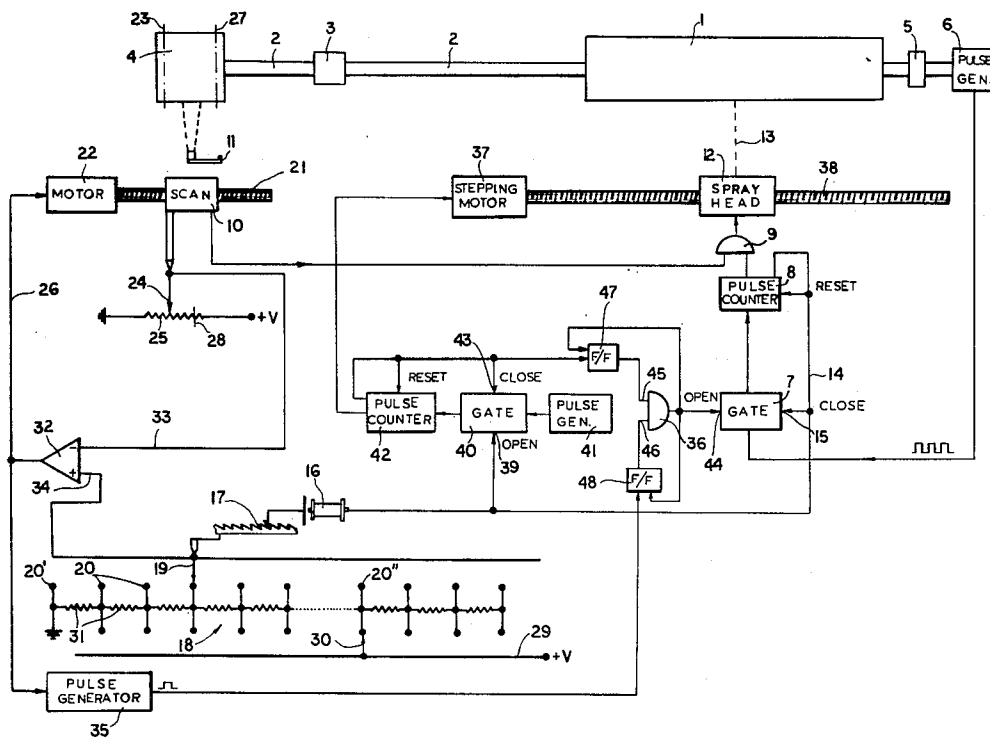 23
27
4
2
3
2
1
5
6
PULSE
GEN.
11
13
22
MOTOR
SCAN
21
10
37
STEPPING
MOTOR
12
SPRAY
HEAD
38
9
26
24
25
28
+V
8
PULSE
COUNTER
RESET
47
F/F
43
RESET
CLOSE
45
14
OPEN
7
GATE
CLOSE
15
44
PULSE
COUNTER
42
GATE
40
OPEN
39
PULSE
GEN.
41
46
36
33
32
−
+
34
48
F/F
16
17
19
20'
20
20"
31
18
30
29
+V
PULSE
GENERATOR
35